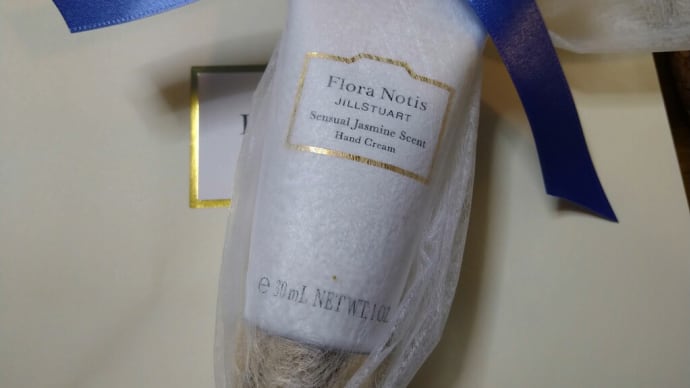 Flora Notis
JILLSTUART
Sensual Jasmine Scent
Hand Cream
℮ 30 mL NET WT. 1 OZ.